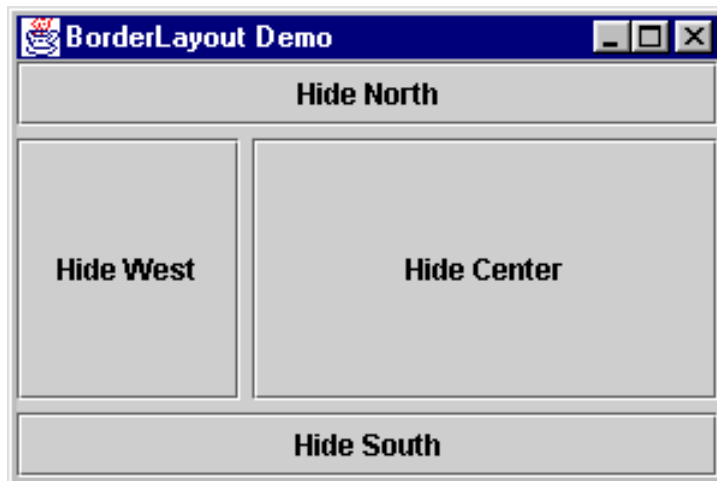 BorderLayout Demo
Hide North
Hide West
Hide Center
Hide South